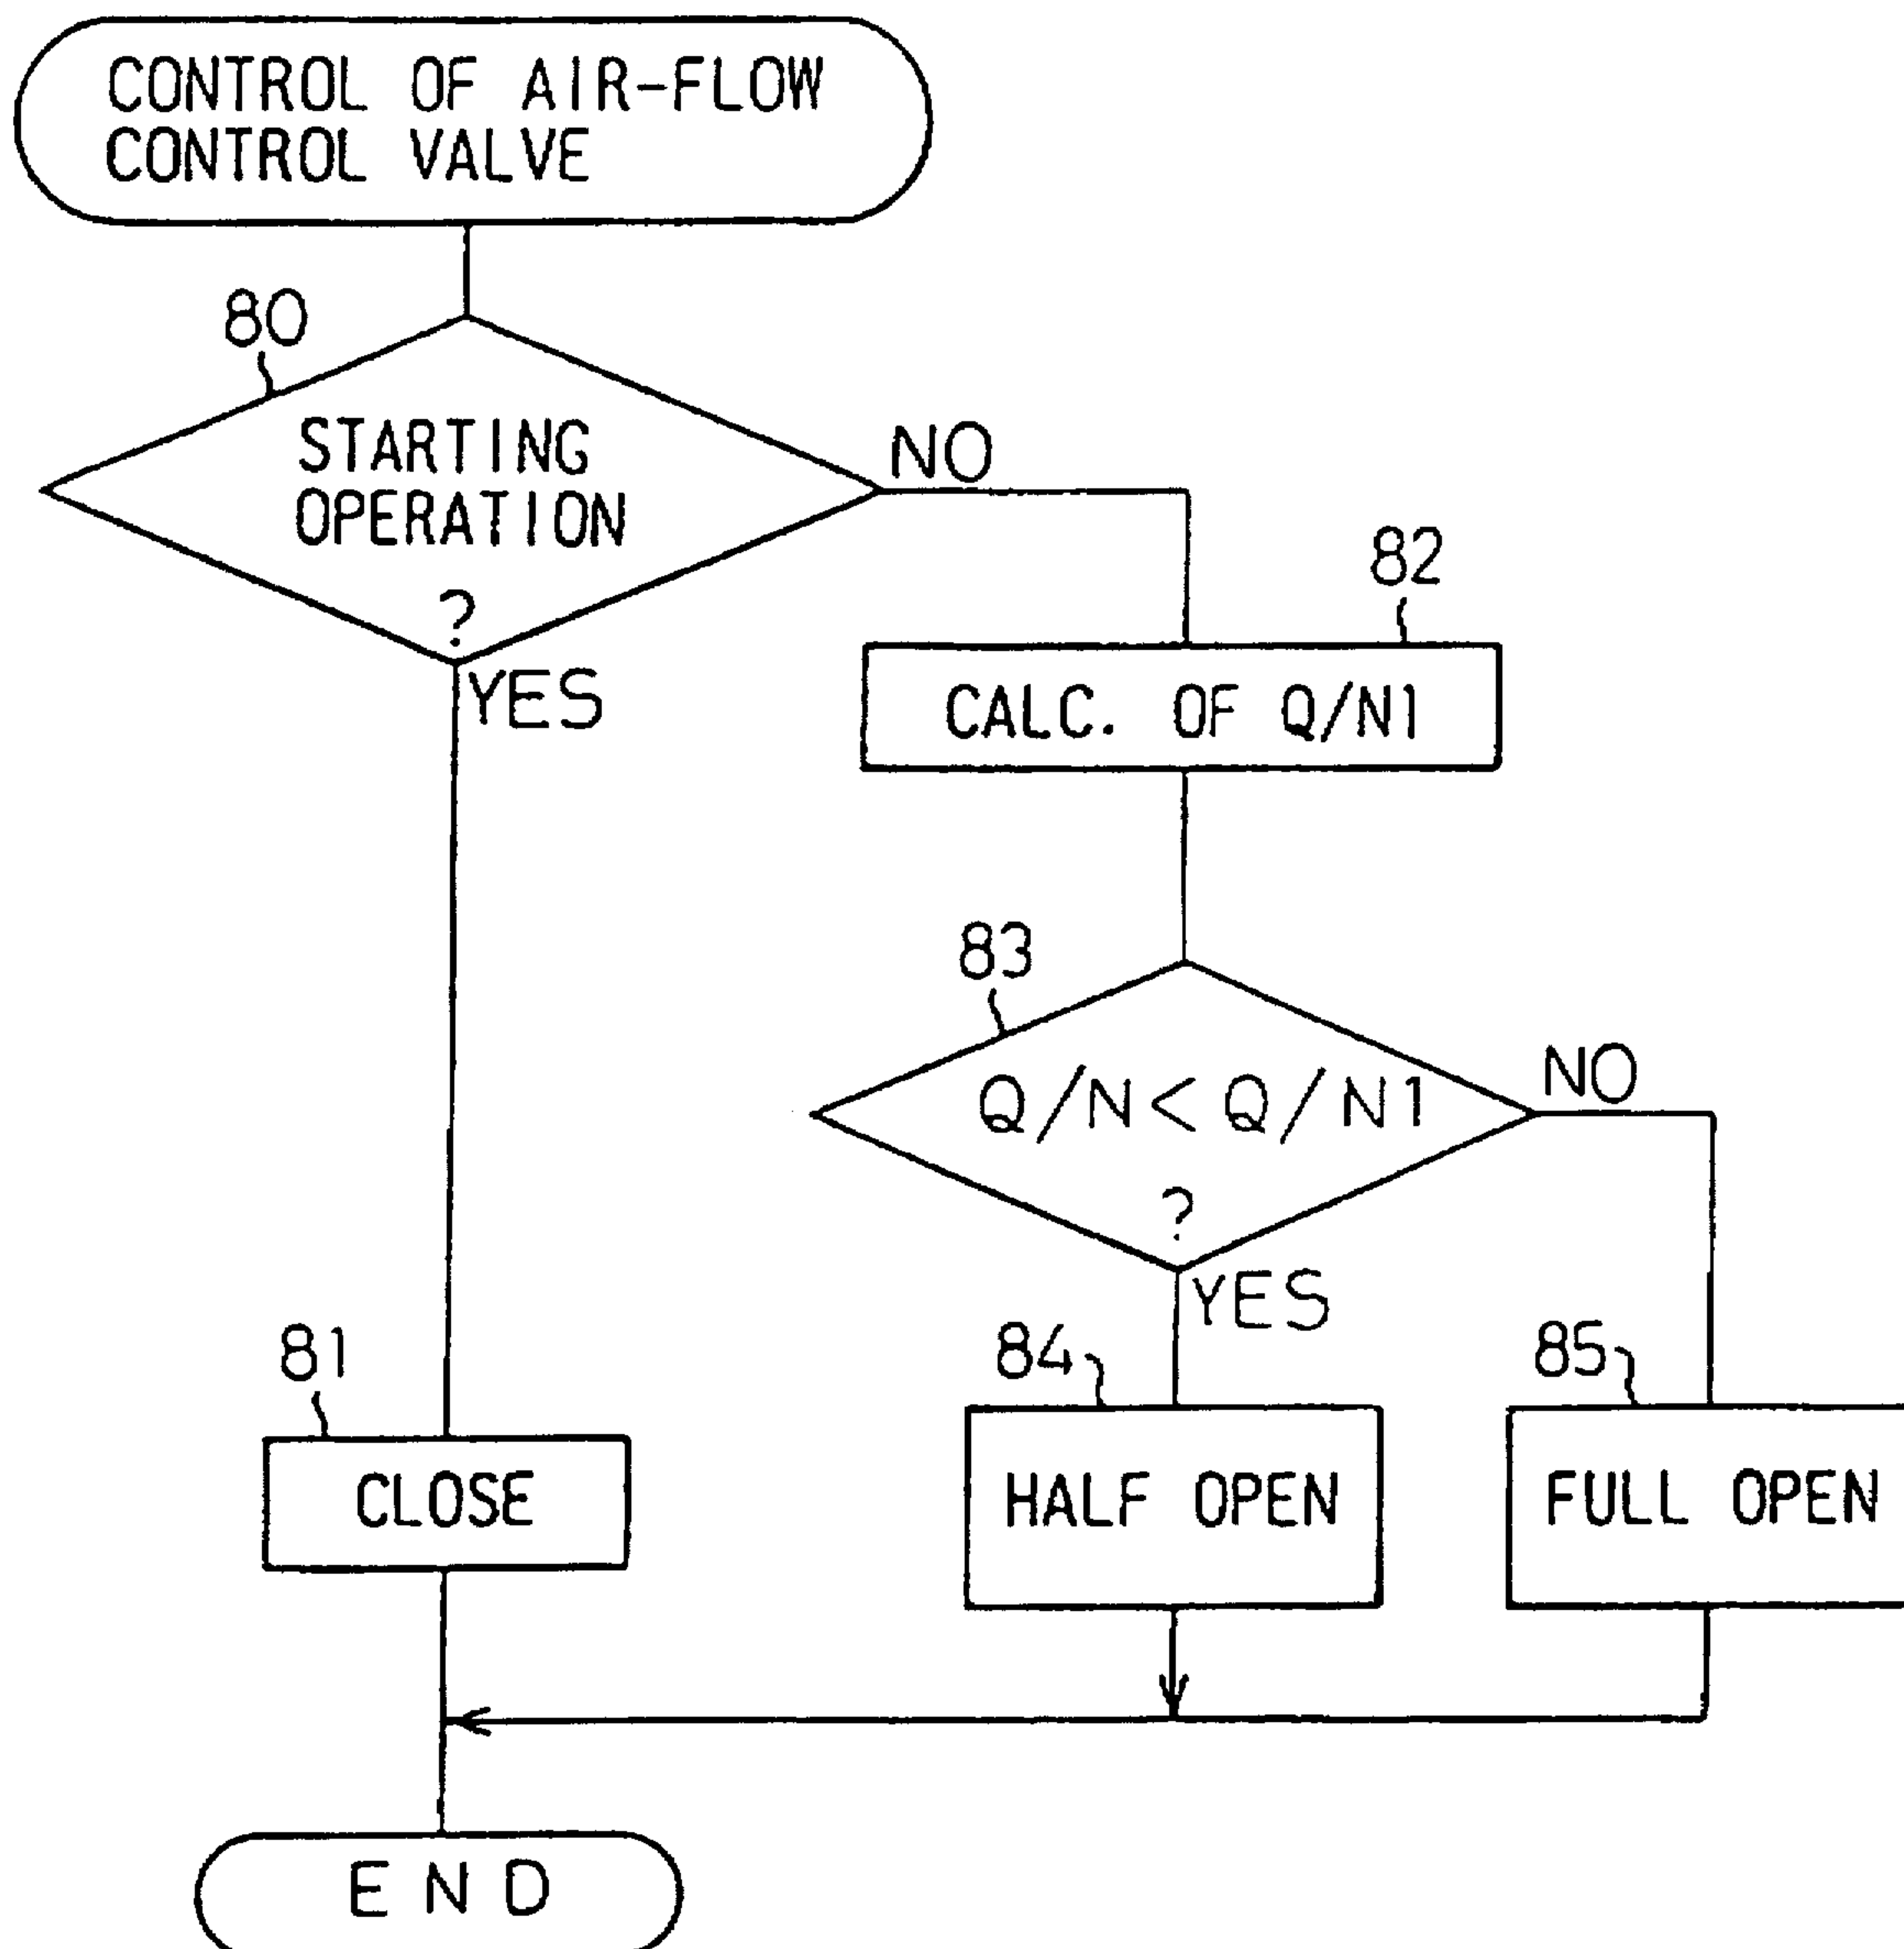 CONTROL OF AIR-FLOW
CONTROL VALVE
80
STARTING
OPERATION
?
NO
YES
82
CALC. OF Q/N1
83
Q/N < Q/N1
?
NO
YES
81
CLOSE
84
HALF OPEN
85
FULL OPEN
END